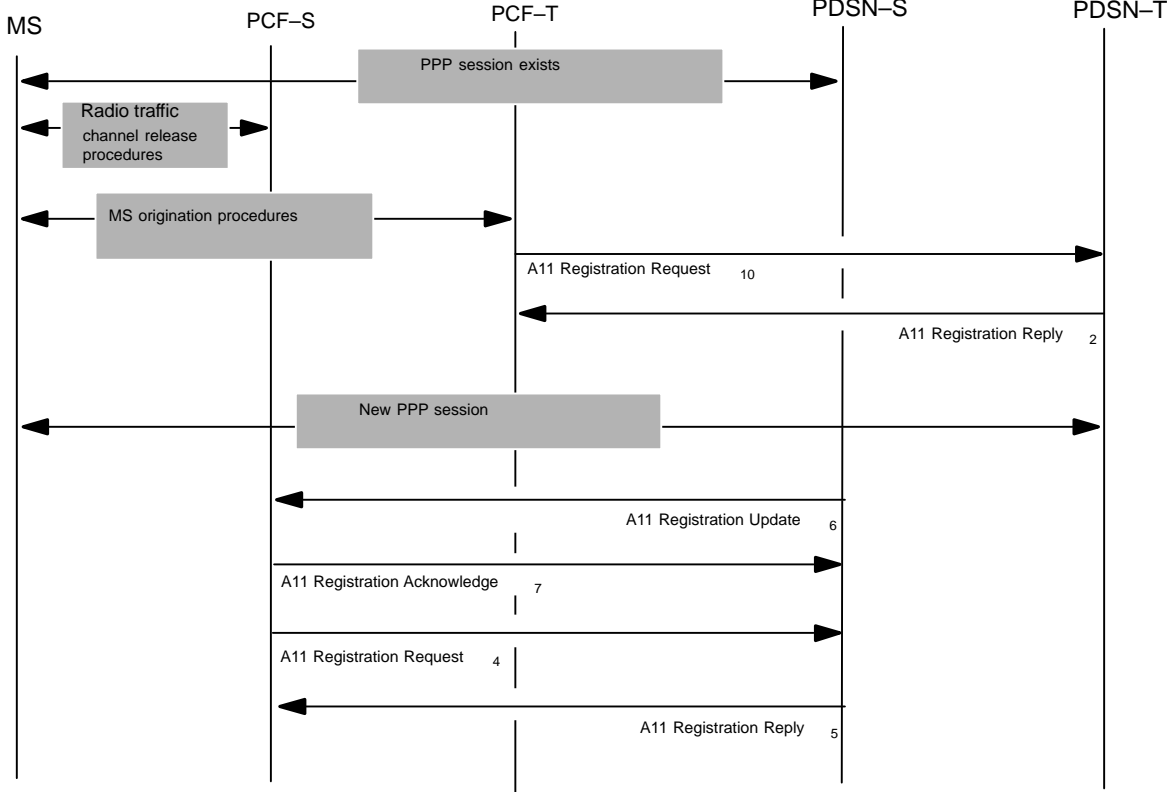 MS
PCF–S
PCF–T
PDSN–S
PDSN–T
PPP session exists
Radio traffic
channel release
procedures
MS origination procedures
A11 Registration Request 10
A11 Registration Reply 2
New PPP session
A11 Registration Update 6
A11 Registration Acknowledge 7
A11 Registration Request 4
A11 Registration Reply 5